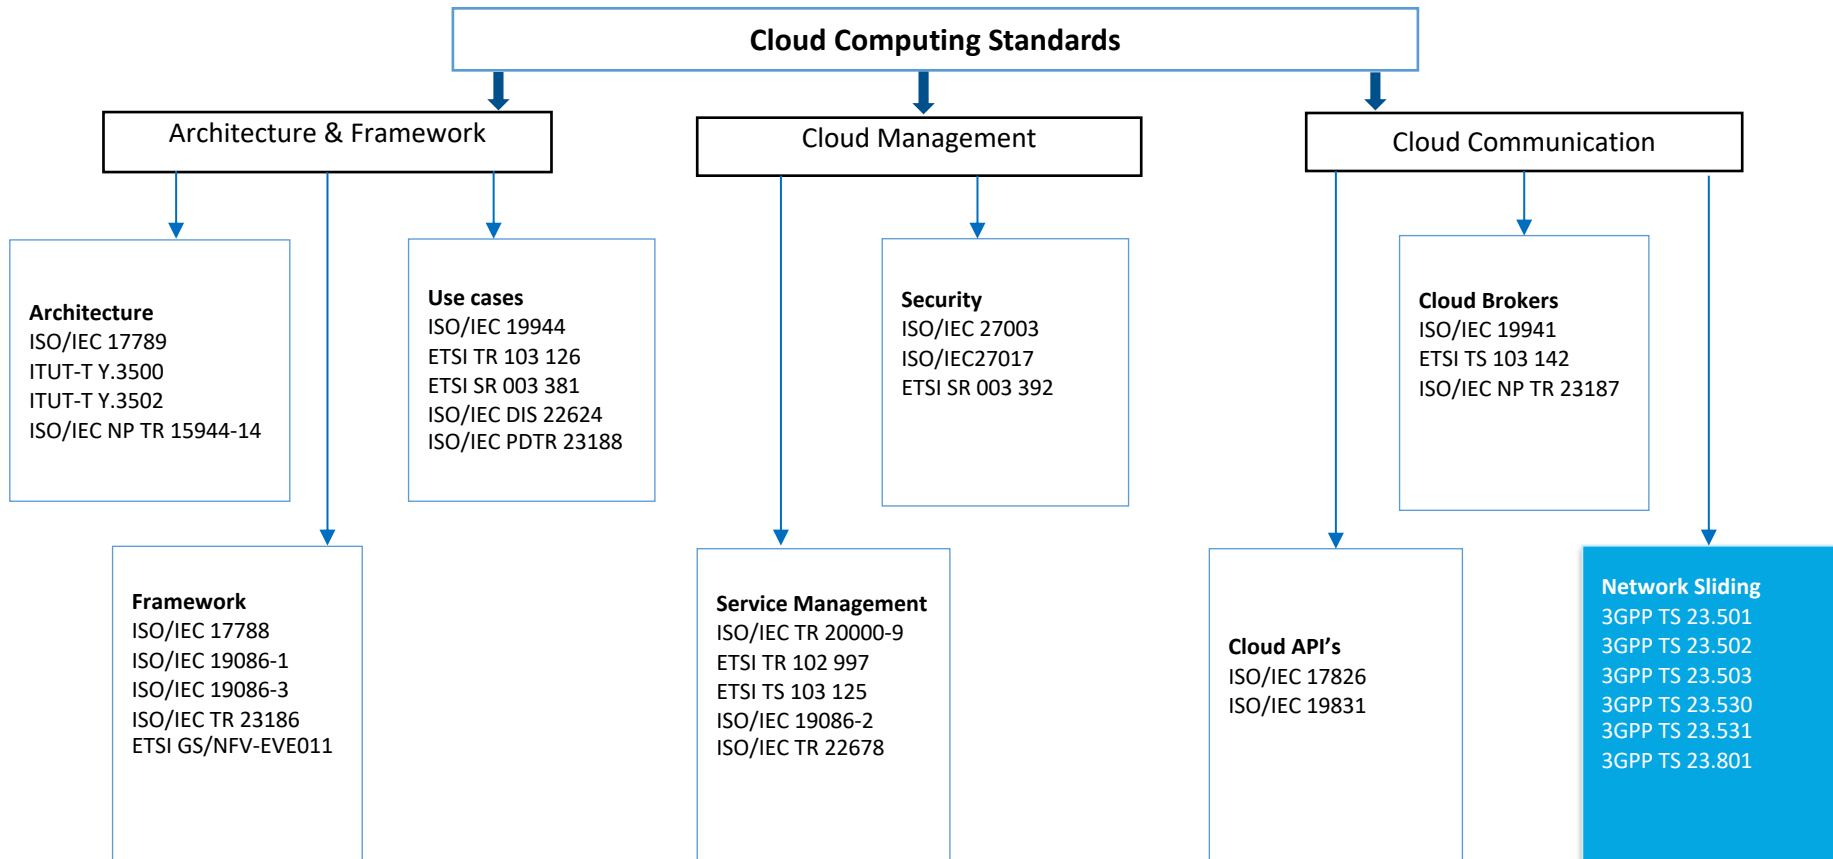 Cloud Computing Standards
Architecture & Framework
Cloud Management
Cloud Communication
Architecture
ISO/IEC 17789
ITUT-T Y.3500
ITUT-T Y.3502
ISO/IEC NP TR 15944-14
Use cases
ISO/IEC 19944
ETSI TR 103 126
ETSI SR 003 381
ISO/IEC DIS 22624
ISO/IEC PDTR 23188
Security
ISO/IEC 27003
ISO/IEC27017
ETSI SR 003 392
Cloud Brokers
ISO/IEC 19941
ETSI TS 103 142
ISO/IEC NP TR 23187
Framework
ISO/IEC 17788
ISO/IEC 19086-1
ISO/IEC 19086-3
ISO/IEC TR 23186
ETSI GS/NFV-EVE011
Service Management
ISO/IEC TR 20000-9
ETSI TR 102 997
ETSI TS 103 125
ISO/IEC 19086-2
ISO/IEC TR 22678
Cloud API’s
ISO/IEC 17826
ISO/IEC 19831
Network Sliding
3GPP TS 23.501
3GPP TS 23.502
3GPP TS 23.503
3GPP TS 23.530
3GPP TS 23.531
3GPP TS 23.801